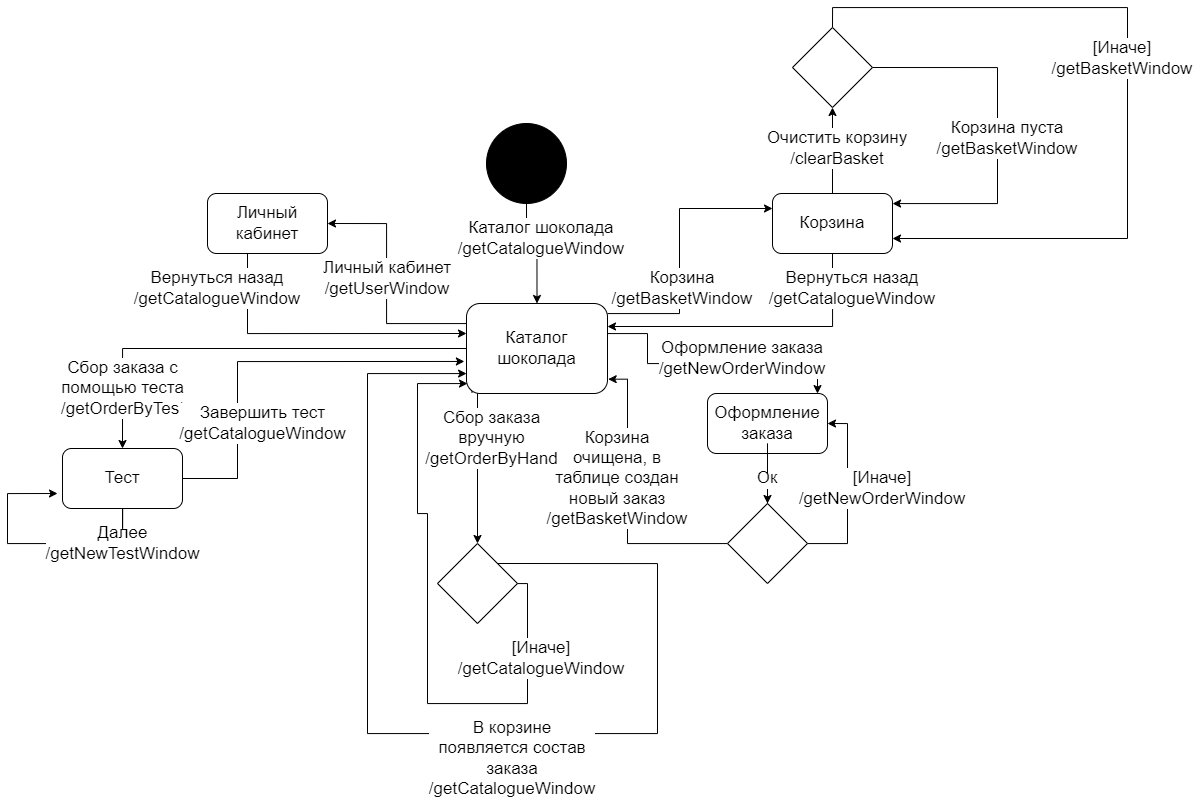 [Иначе]
/getBasketWindow
Очистить корзину
/clearBasket
Корзина пуста
/getBasketWindow
Личный
кабинет
Каталог шоколада
/getCatalogueWindow
Корзина
Вернуться назад
/getCatalogueWindow
Личный кабинет
/getUserWindow
Корзина
/getBasketWindow
Вернуться назад
/getCatalogueWindow
Каталог
шоколада
Оформление заказа
/getNewOrderWindow
Сбор заказа с
помощью теста
/getOrderByTes
Завершить тест
/getCatalogueWindow
Сбор заказа
вручную
/getOrderByHand
Корзина
очищена, в
таблице создан
новый заказ
/getBasketWindow
Оформление
заказа
Тест
Ок
[Иначе]
/getNewOrderWindow
Далее
/getNewTestWindow
[Иначе]
/getCatalogueWindow
В корзине
появляется состав
заказа
/getCatalogueWindow